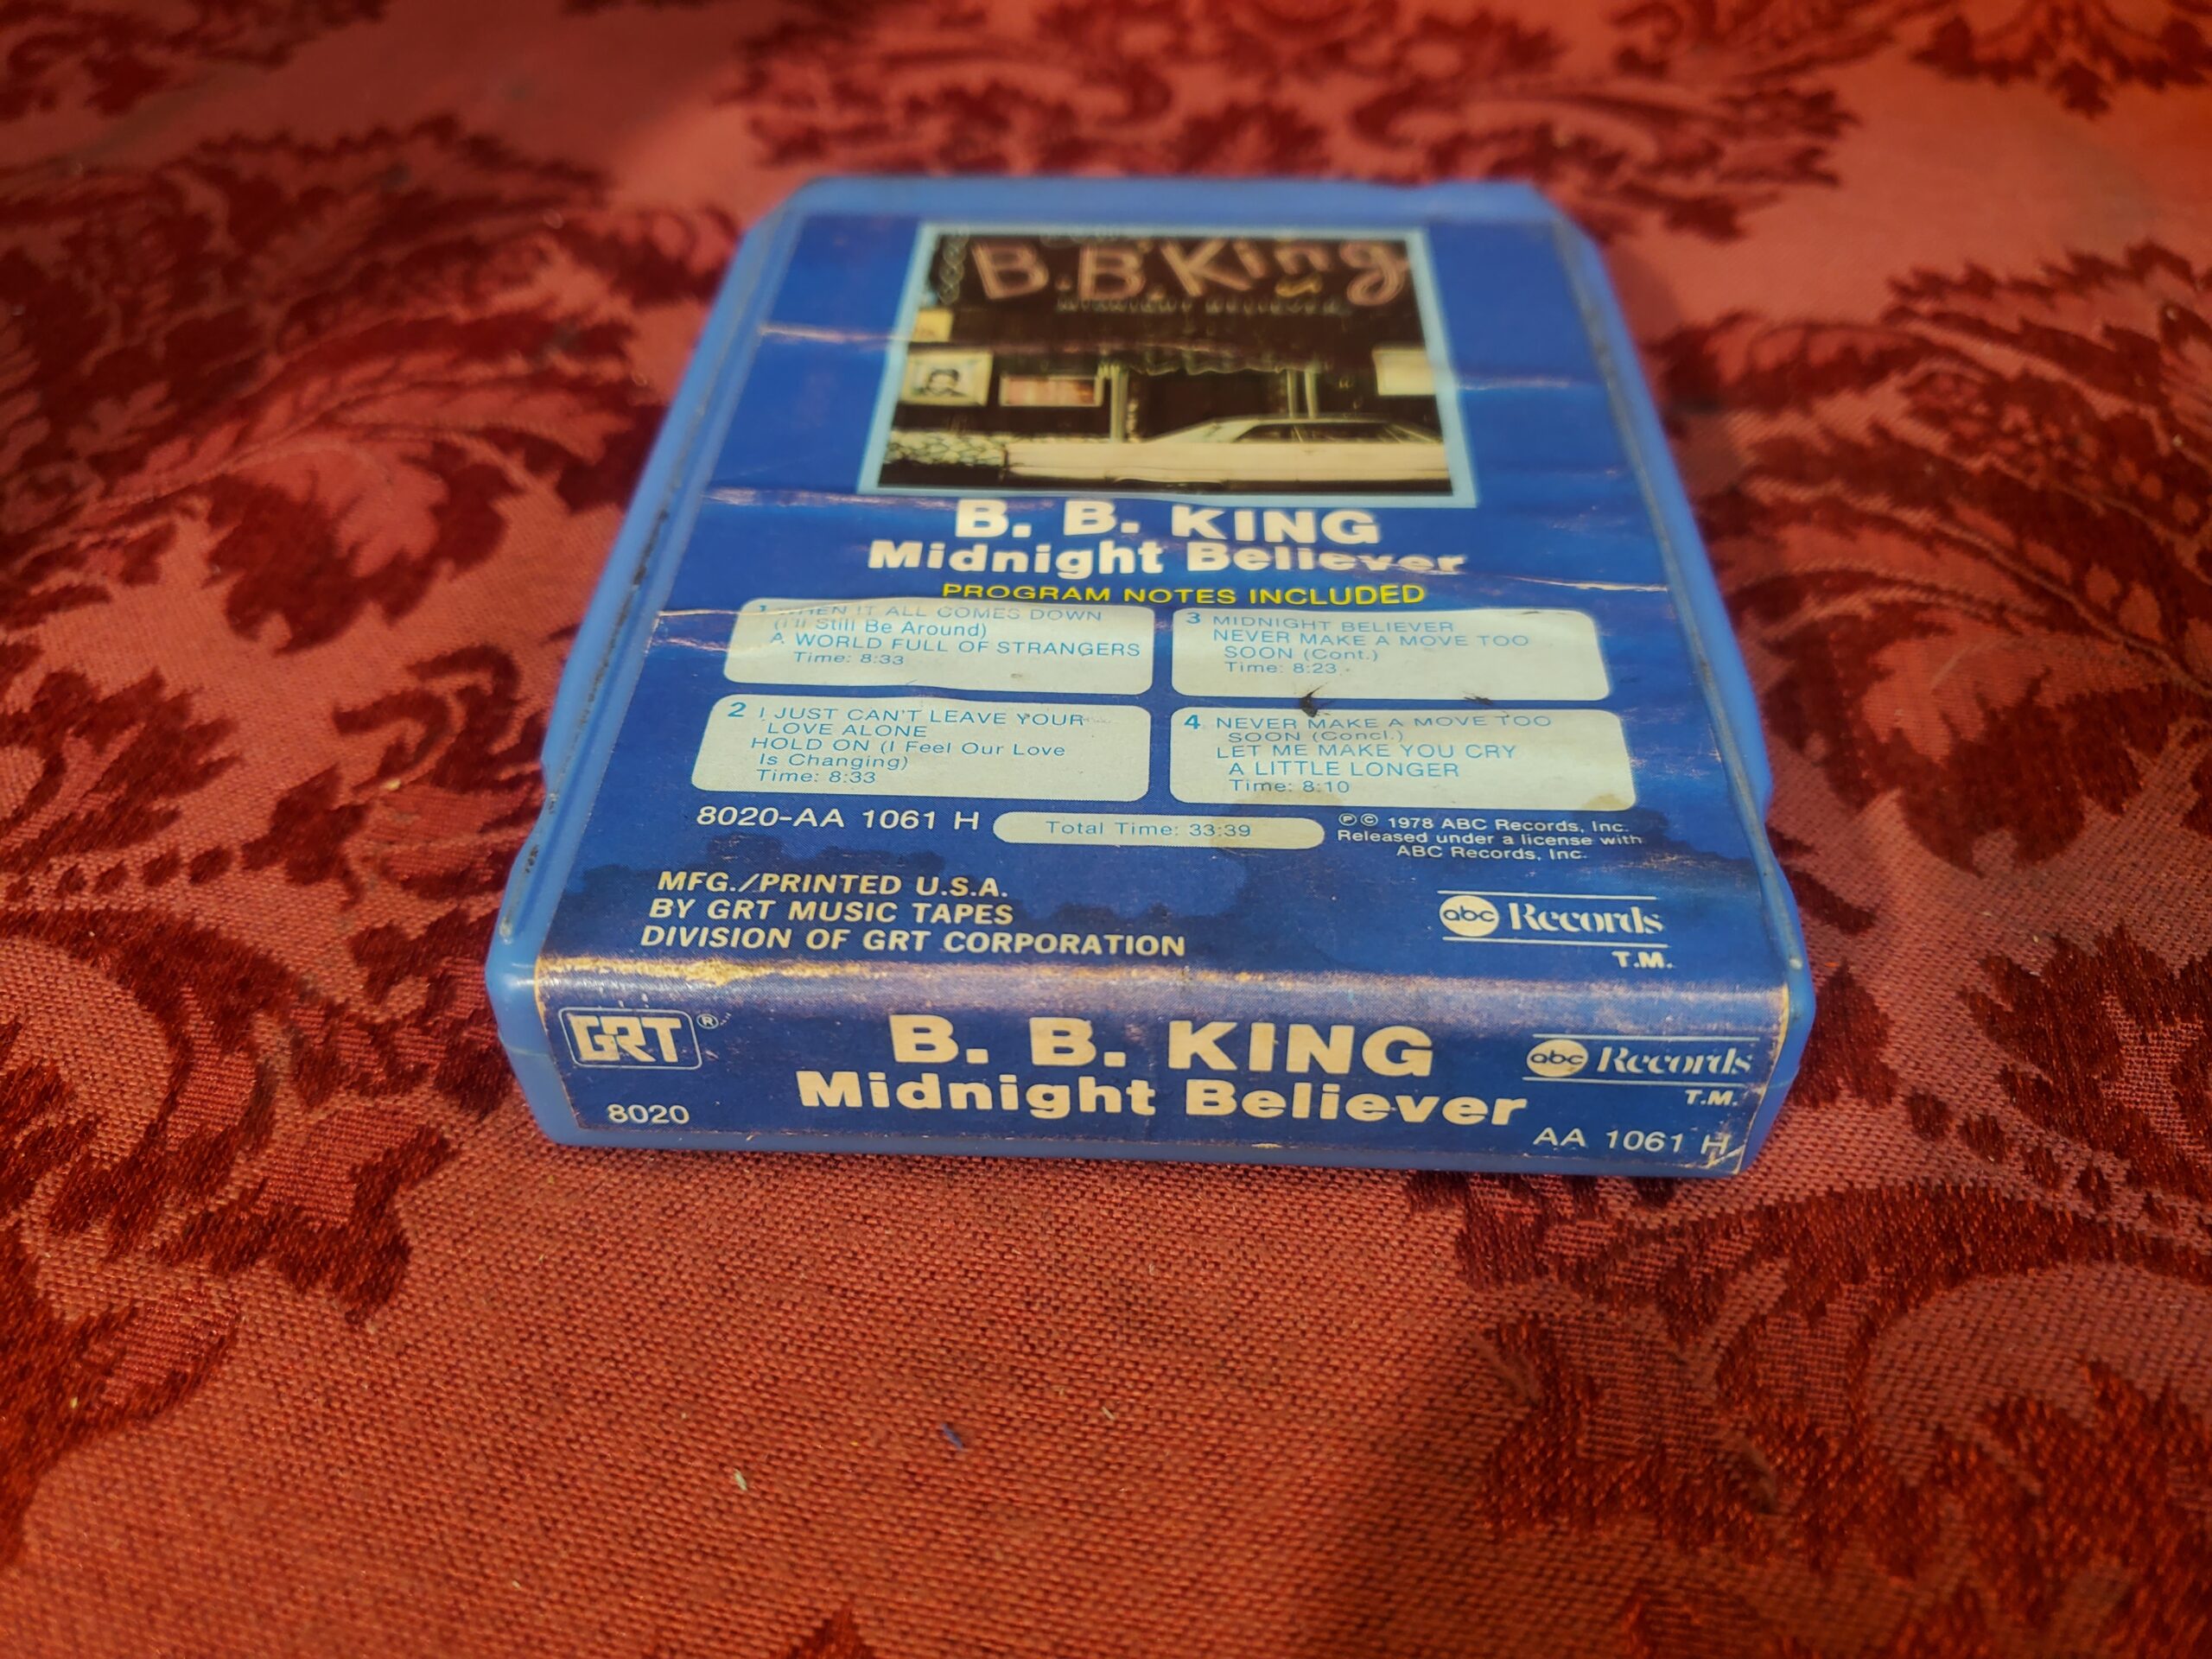 B.B. King
MIDNIGHT BELIEVER
B. B. KING
Midnight Believer
PROGRAM NOTES INCLUDED
1 WHEN IT ALL COMES DOWN
(I'll Still Be Around)
A WORLD FULL OF STRANGERS
Time: 8:33
2 I JUST CAN'T LEAVE YOUR
LOVE ALONE
HOLD ON (I Feel Our Love
Is Changing)
Time: 8:33
3 MIDNIGHT BELIEVER
NEVER MAKE A MOVE TOO
SOON (Cont.)
Time: 8:23
4 NEVER MAKE A MOVE TOO
SOON (Concl.)
LET ME MAKE YOU CRY
A LITTLE LONGER
Time: 8:10
8020-AA 1061 H
Total Time: 33:39
℗© 1978 ABC Records, Inc.
Released under a license with
ABC Records, Inc.
MFG./PRINTED U.S.A.
BY GRT MUSIC TAPES
DIVISION OF GRT CORPORATION
abc Records
T.M.
GRT®
8020
B. B. KING
Midnight Believer
abc Records
T.M.
AA 1061 H